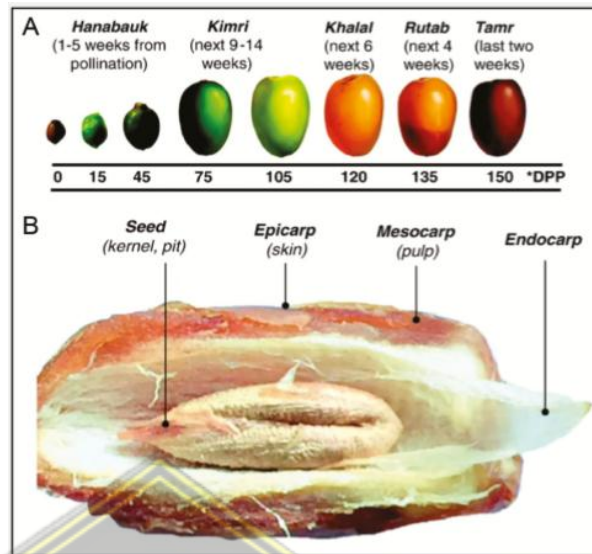 A
Hanabauk
(1-5 weeks from
pollination)
Kimri
(next 9-14
weeks)
Khalal
(next 6
weeks)
Rutab
(next 4
weeks)
Tamr
(last two
weeks)
0 15 45 75 105 120 135 150 *DPP
B
Seed
(kernel, pit)
Epicarp
(skin)
Mesocarp
(pulp)
Endocarp